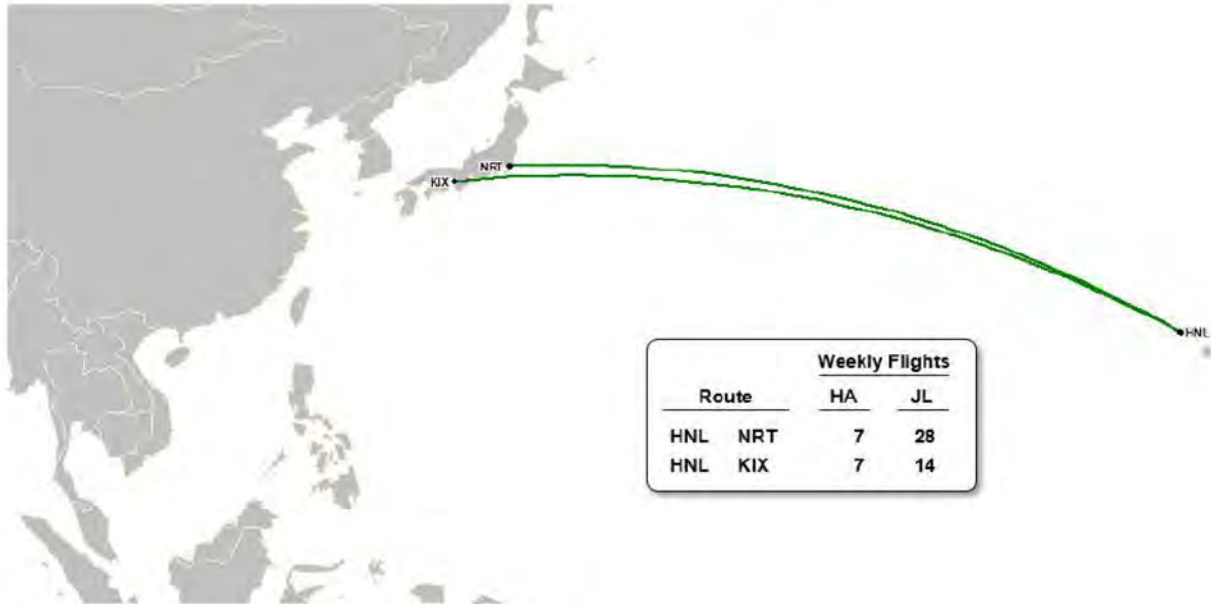 NRT
KIX
HNL
Weekly Flights
Route HA JL
HNL NRT 7 28
HNL KIX 7 14